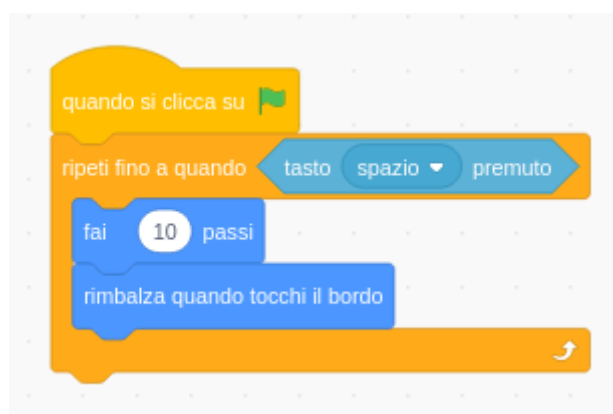 quando si clicca su
ripeti fino a quando tasto spazio premuto
fai 10 passi
rimbalza quando tocchi il bordo